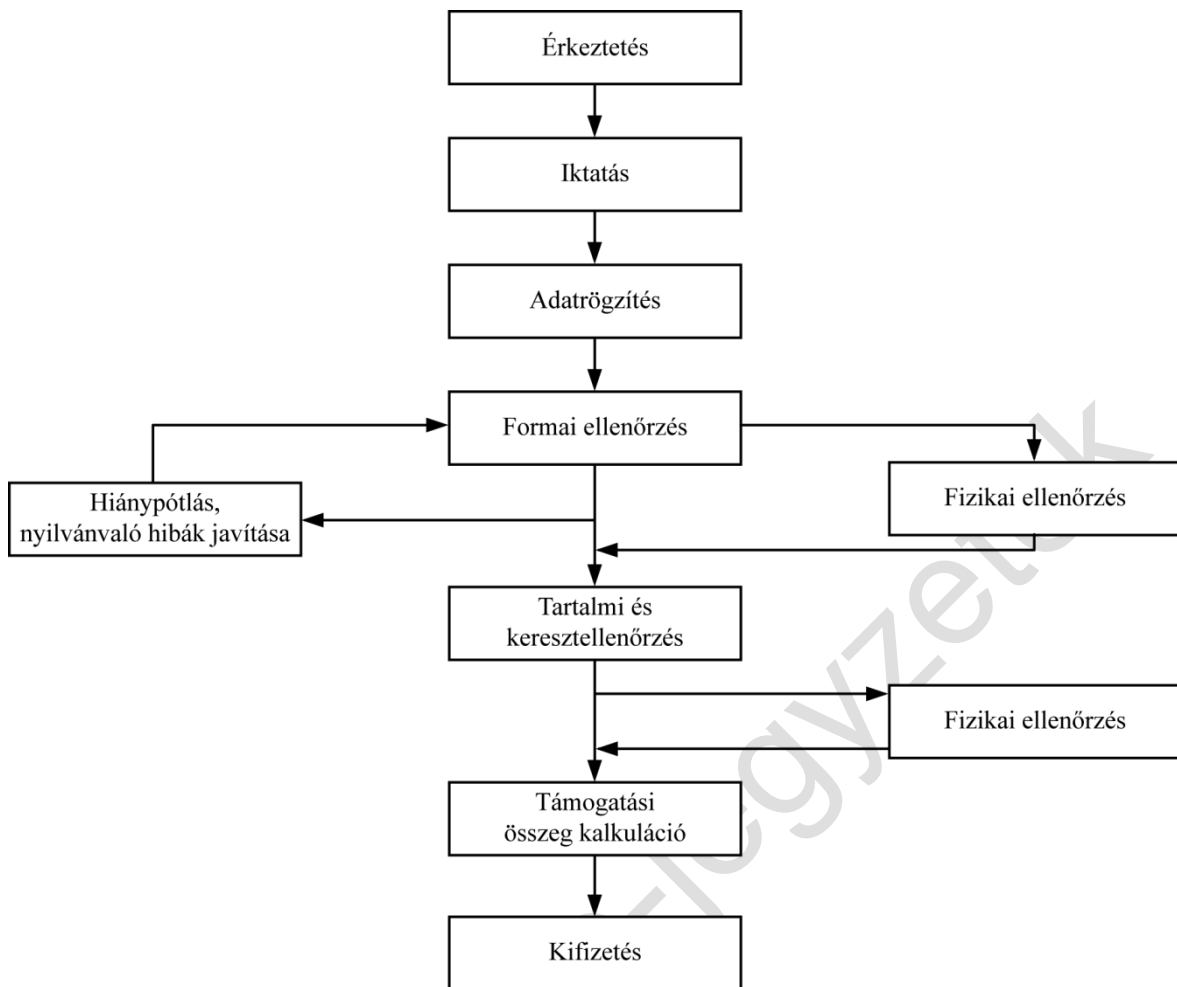 Érkeztetés
Iktatás
Adatrögzítés
Formai ellenőrzés
Hiánypótlás,
nyilvánvaló hibák javítása
Fizikai ellenőrzés
Tartalmi és
keresztellenőrzés
Fizikai ellenőrzés
Támogatási
összeg kalkuláció
Kifizetés